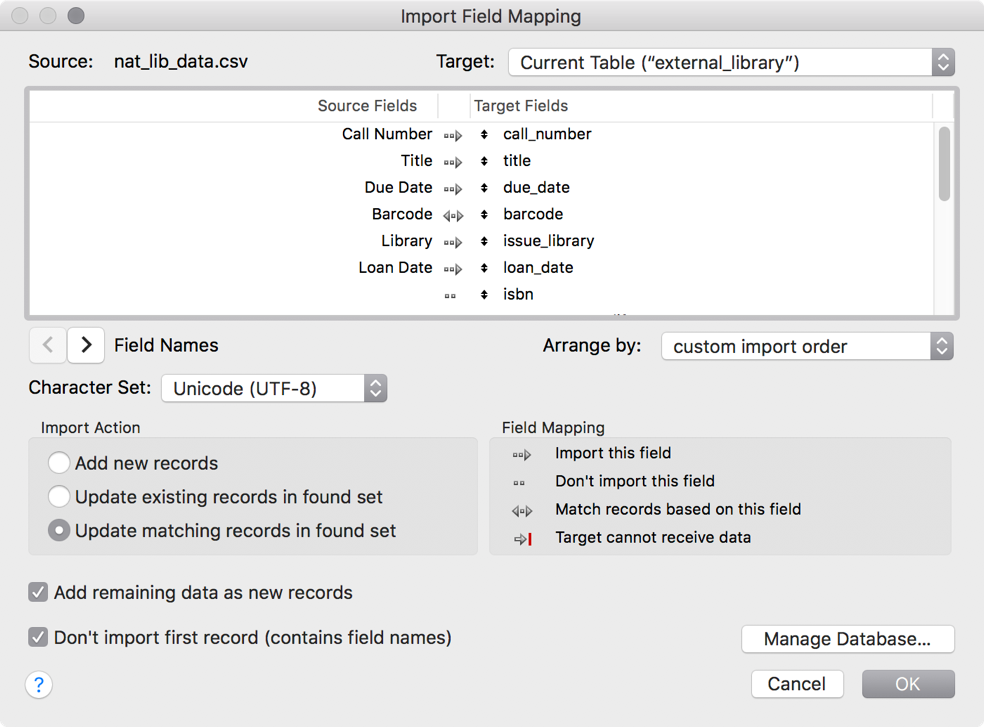 Import Field Mapping
Source: nat_lib_data.csv Target: Current Table (“external_library”)
Source Fields Target Fields
Call Number call_number
Title title
Due Date due_date
Barcode barcode
Library issue_library
Loan Date loan_date
isbn
Field Names Arrange by: custom import order
Character Set: Unicode (UTF-8)
Import Action Field Mapping
Add new records Import this field
Update existing records in found set Don't import this field
Match records based on this field
Update matching records in found set Target cannot receive data
Add remaining data as new records
Don't import first record (contains field names) Manage Database...
? Cancel OK